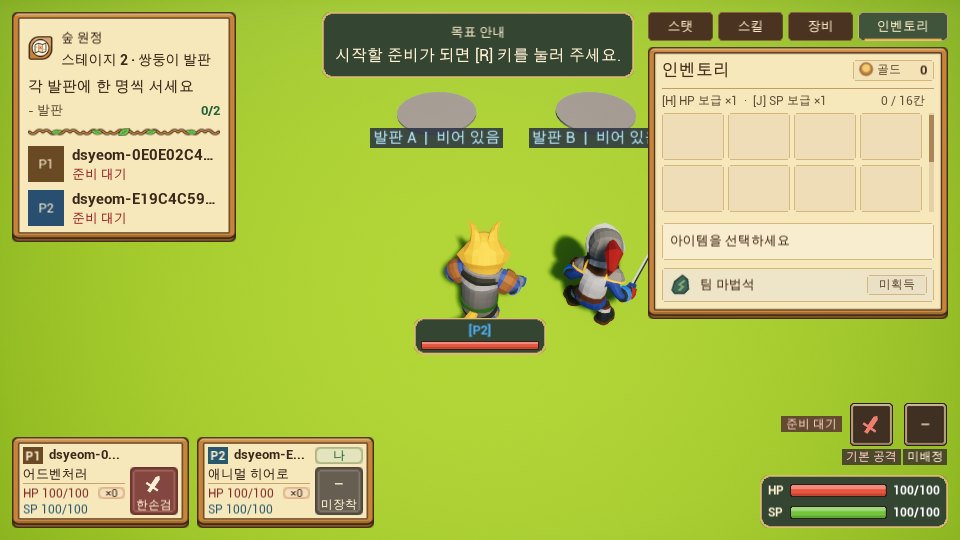 숲 원정
스테이지 2 · 쌍둥이 발판
각 발판에 한 명씩 서세요
- 발판 0/2
P1 dsyeom-0E0E02C4...
준비 대기
P2 dsyeom-E19C4C59...
준비 대기
목표 안내
시작할 준비가 되면 [R] 키를 눌러 주세요.
발판 A | 비어 있음
발판 B | 비어 있음
스탯 스킬 장비 인벤토리
인벤토리 골드 0
[H] HP 보급 ×1 · [J] SP 보급 ×1 0 / 16칸
아이템을 선택하세요
팀 마법석 미획득
[P2]
P1 dsyeom-0...
어드벤처러
HP 100/100 ×0
SP 100/100
한손검
P2 dsyeom-E... 나
애니멀 히어로
HP 100/100 ×0
SP 100/100
미장착
준비 대기
기본 공격 미배정
HP 100/100
SP 100/100